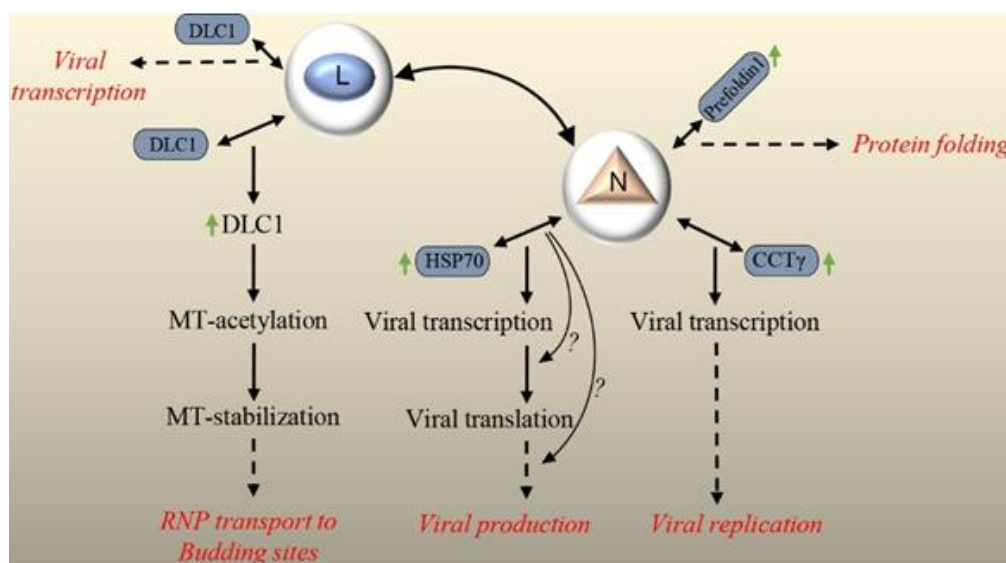 DLC1
L
Viral
transcription
Prefoldin1
DLC1
Protein folding
N
DLC1
HSP70
CCTγ
MT-acetylation
Viral transcription
?
Viral transcription
?
MT-stabilization
Viral translation
RNP transport to
Budding sites
Viral production
Viral replication